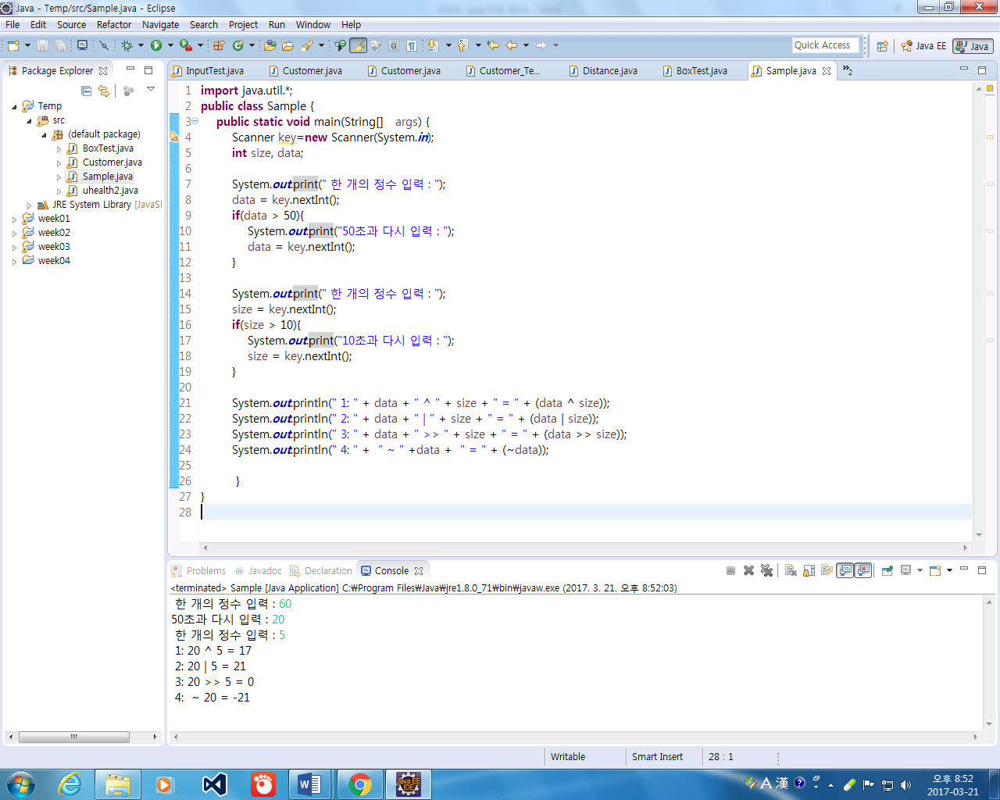 Java - Temp/src/Sample.java - Eclipse
File Edit Source Refactor Navigate Search Project Run Window Help
Quick Access Java EE Java
Package Explorer
Temp
src
(default package)
BoxTest.java
Customer.java
Sample.java
uhealth2.java
JRE System Library [JavaSI
week01
week02
week03
week04
InputTest.java Customer.java Customer.java Customer_Te... Distance.java BoxTest.java Sample.java »2
1 import java.util.*;
2 public class Sample {
3 public static void main(String[] args) {
4 Scanner key=new Scanner(System.in);
5 int size, data;
6
7 System.out.print(" 한 개의 정수 입력 : ");
8 data = key.nextInt();
9 if(data > 50){
10 System.out.print("50초과 다시 입력 : ");
11 data = key.nextInt();
12 }
13
14 System.out.print(" 한 개의 정수 입력 : ");
15 size = key.nextInt();
16 if(size > 10){
17 System.out.print("10초과 다시 입력 : ");
18 size = key.nextInt();
19 }
20
21 System.out.println(" 1: " + data + " ^ " + size + " = " + (data ^ size));
22 System.out.println(" 2: " + data + " | " + size + " = " + (data | size));
23 System.out.println(" 3: " + data + " >> " + size + " = " + (data >> size));
24 System.out.println(" 4: " + " ~ " +data + " = " + (~data));
25
26 }
27 }
28
Problems @ Javadoc Declaration Console
<terminated> Sample [Java Application] C:₩Program Files₩Java₩jre1.8.0_71₩bin₩javaw.exe (2017. 3. 21. 오후 8:52:03)
한 개의 정수 입력 : 60
50초과 다시 입력 : 20
한 개의 정수 입력 : 5
1: 20 ^ 5 = 17
2: 20 | 5 = 21
3: 20 >> 5 = 0
4: ~ 20 = -21
Writable Smart Insert 28 : 1
Java EE IDE
A 漢
오후 8:52
2017-03-21